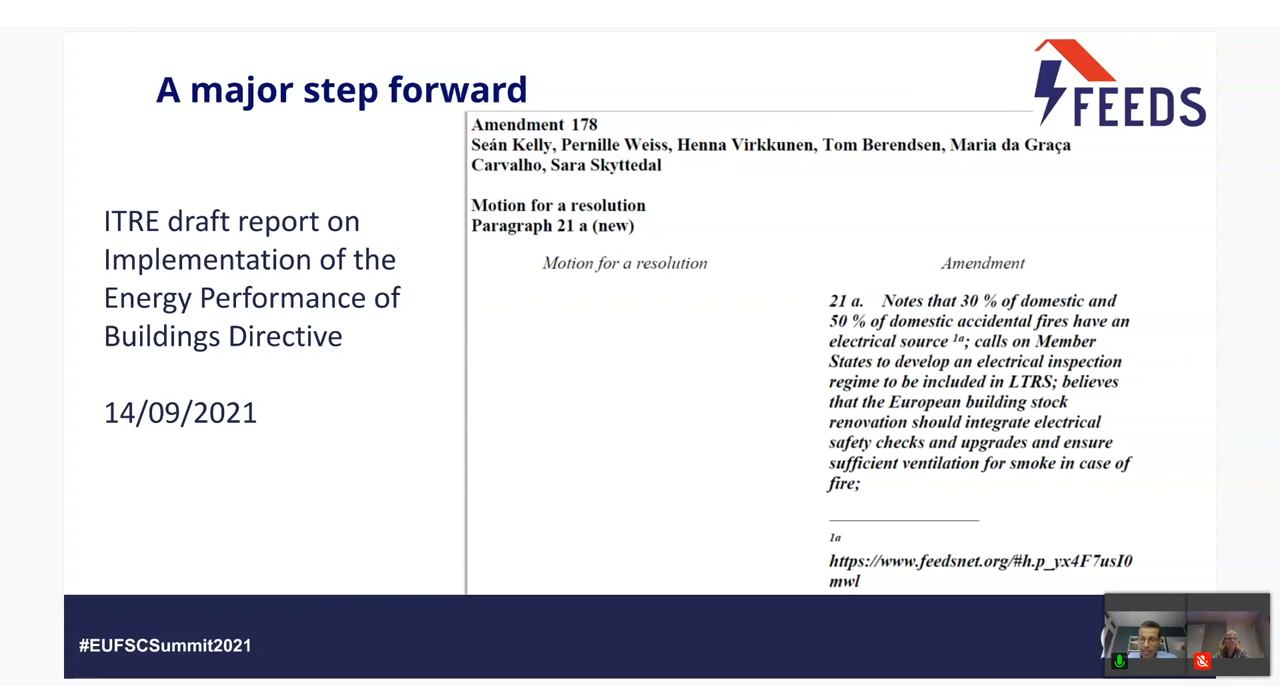 A major step forward
FEEDS
ITRE draft report on
Implementation of the
Energy Performance of
Buildings Directive
14/09/2021
Amendment 178
Seán Kelly, Pernille Weiss, Henna Virkkunen, Tom Berendsen, Maria da Graça
Carvalho, Sara Skyttedal
Motion for a resolution
Paragraph 21 a (new)
Motion for a resolution
Amendment
21 a. Notes that 30 % of domestic and
50 % of domestic accidental fires have an
electrical source 1a; calls on Member
States to develop an electrical inspection
regime to be included in LTRS; believes
that the European building stock
renovation should integrate electrical
safety checks and upgrades and ensure
sufficient ventilation for smoke in case of
fire;
1a
https://www.feedsnet.org/#h.p_yx4F7usI0
mwl
#EUFSCSummit2021